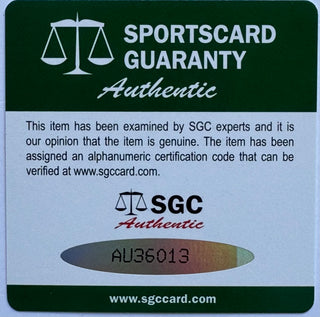 SPORTSCARD
GUARANTY
Authentic
This item has been examined by SGC experts and it is
our opinion that the item is genuine. The item has been
assigned an alphanumeric certification code that can be
verified at www.sgccard.com.
SGC
Authentic
AU36013
www.sgccard.com